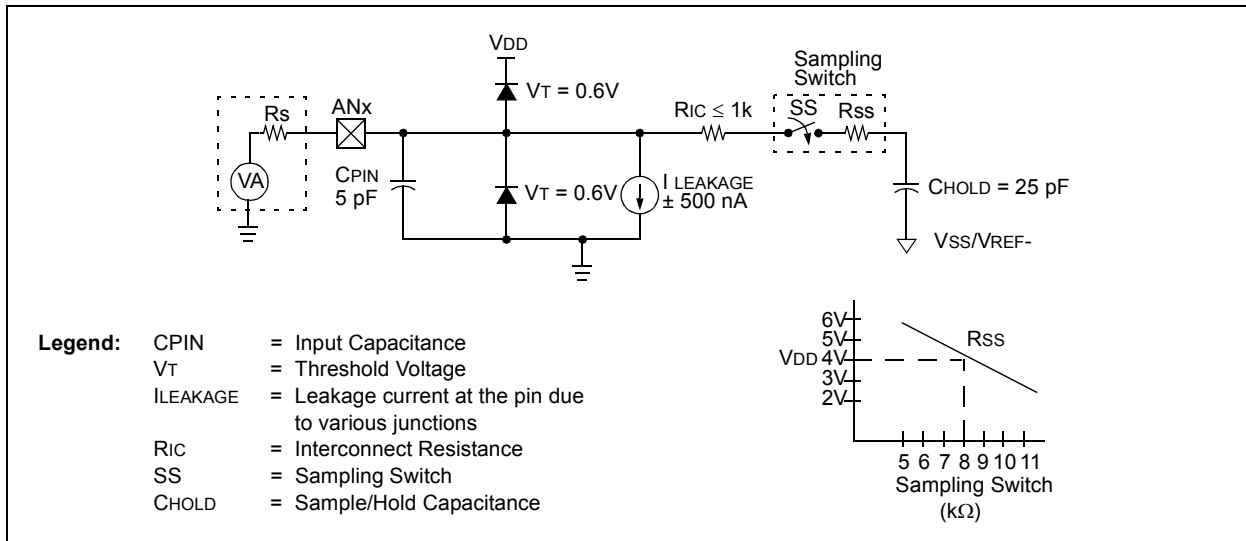 VDD
Sampling
Switch
VT = 0.6V
Rs
ANx
RIC ≤ 1k
SS
RSS
VA
CPIN
5 pF
VT = 0.6V
I LEAKAGE
± 500 nA
CHOLD = 25 pF
VSS/VREF-
Legend: CPIN = Input Capacitance
VT = Threshold Voltage
ILEAKAGE = Leakage current at the pin due
to various junctions
RIC = Interconnect Resistance
SS = Sampling Switch
CHOLD = Sample/Hold Capacitance
6V
5V
VDD 4V
3V
2V
RSS
5 6 7 8 9 10 11
Sampling Switch
(kΩ)